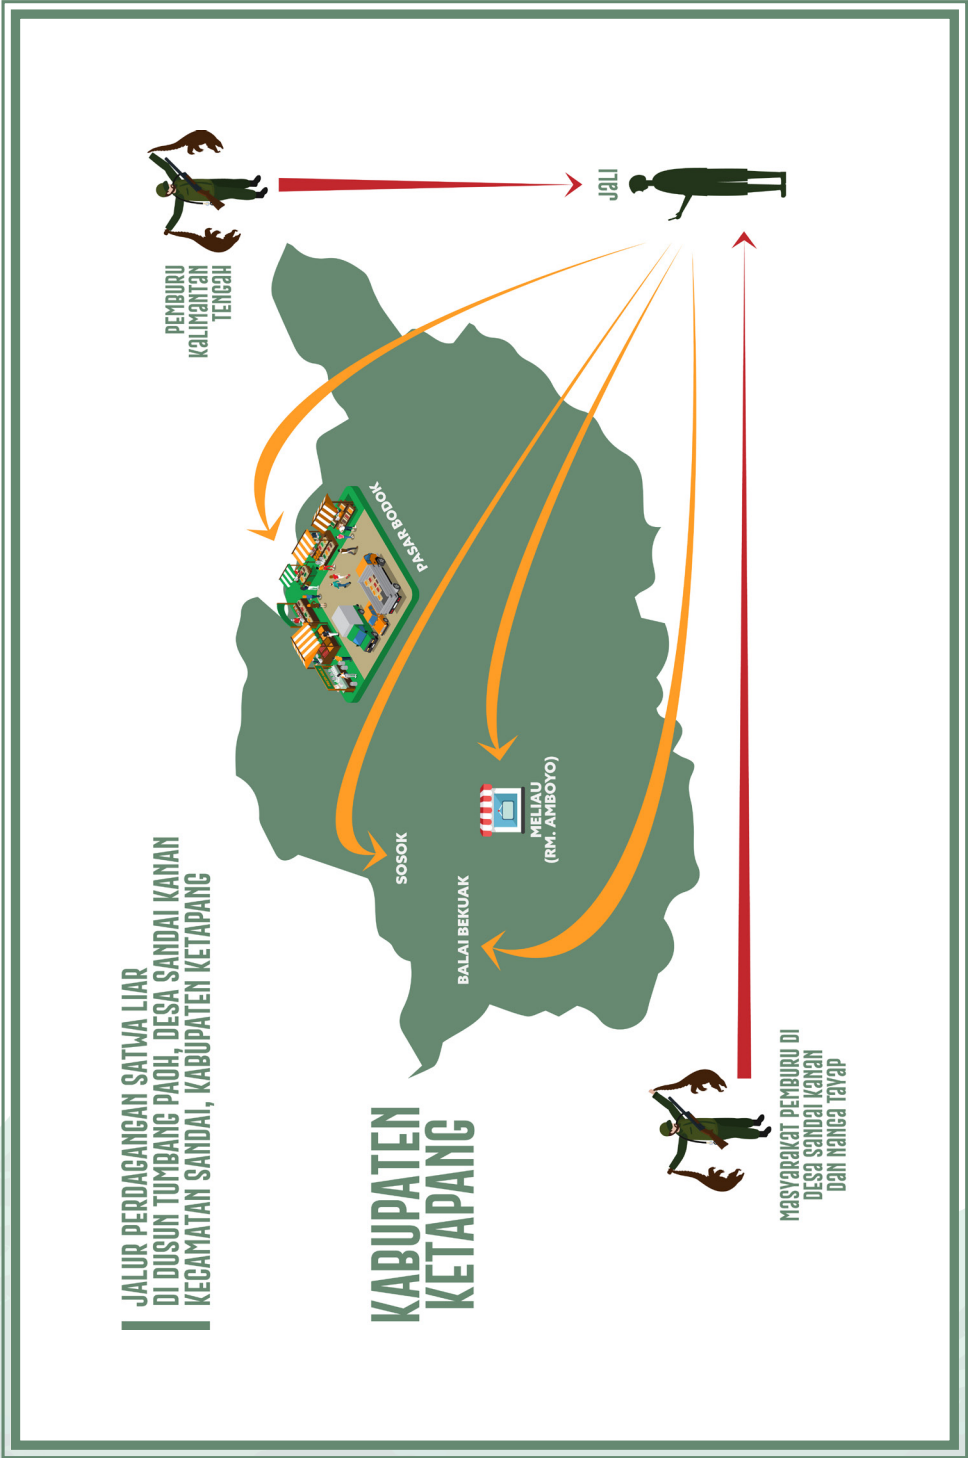 JALUR PERDAGANGAN SATWA LIAR
DI DUSUN TUMBANG PAOH, DESA SANDAI KANAN
KECAMATAN SANDAI, KABUPATEN KETAPANG
KABUPATEN
KETAPANG
PEMBURU
KALIMANTAN
TENGAH
JALI
PASAR BODOK
SOSOK
BALAI BEKUAK
MELIAU
(RM. AMBOYO)
MASYARAKAT PEMBURU DI
DESA SANDAI KANAN
DAN NANGA TAYAP